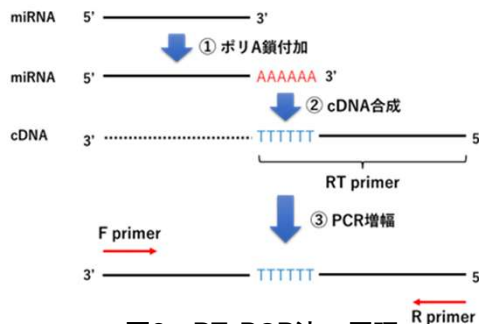 miRNA 5’ 3’
① ポリA鎖付加
miRNA 5’ AAAAAA 3’
② cDNA合成
cDNA 3’ TTTTTT 5
RT primer
③ PCR増幅
F primer
3’ TTTTTT 5
R primer